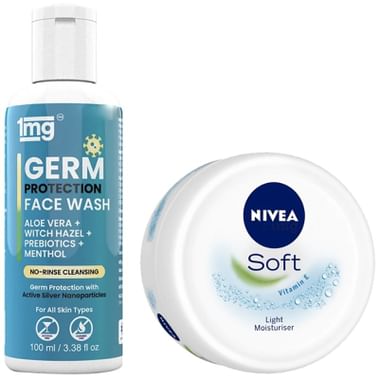 1mg™
GERM
PROTECTION
FACE WASH
ALOE VERA +
WITCH HAZEL +
PREBIOTICS +
MENTHOL
NO-RINSE CLEANSING
Germ Protection with
Active Silver Nanoparticles
For All Skin Types
100 ml / 3.38 fl oz
NIVEA
Soft
Vitamin E
Light
Moisturiser